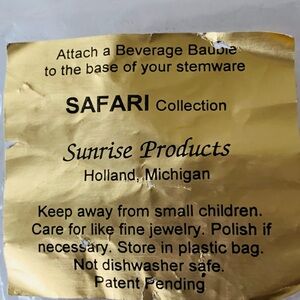 Attach a Beverage Bauble
to the base of your stemware
SAFARI Collection
Sunrise Products
Holland, Michigan
Keep away from small children.
Care for like fine jewelry. Polish if
necessary. Store in plastic bag.
Not dishwasher safe.
Patent Pending